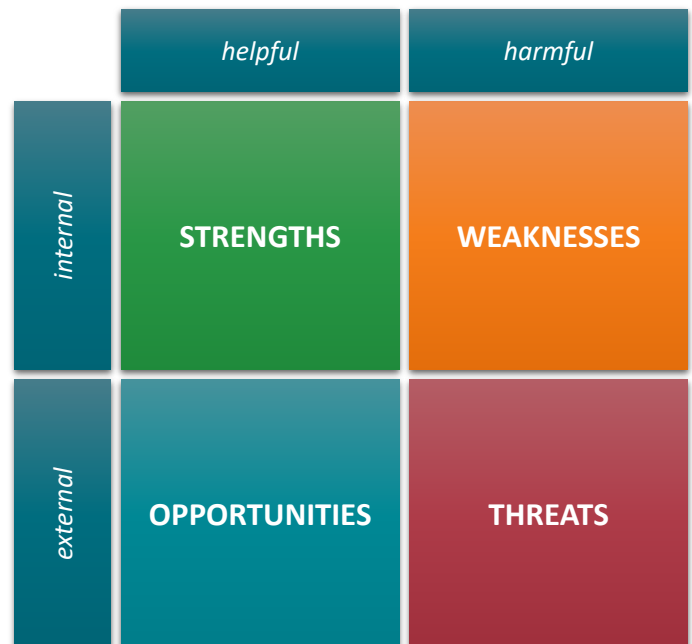 helpful
harmful
internal
STRENGTHS
WEAKNESSES
external
OPPORTUNITIES
THREATS